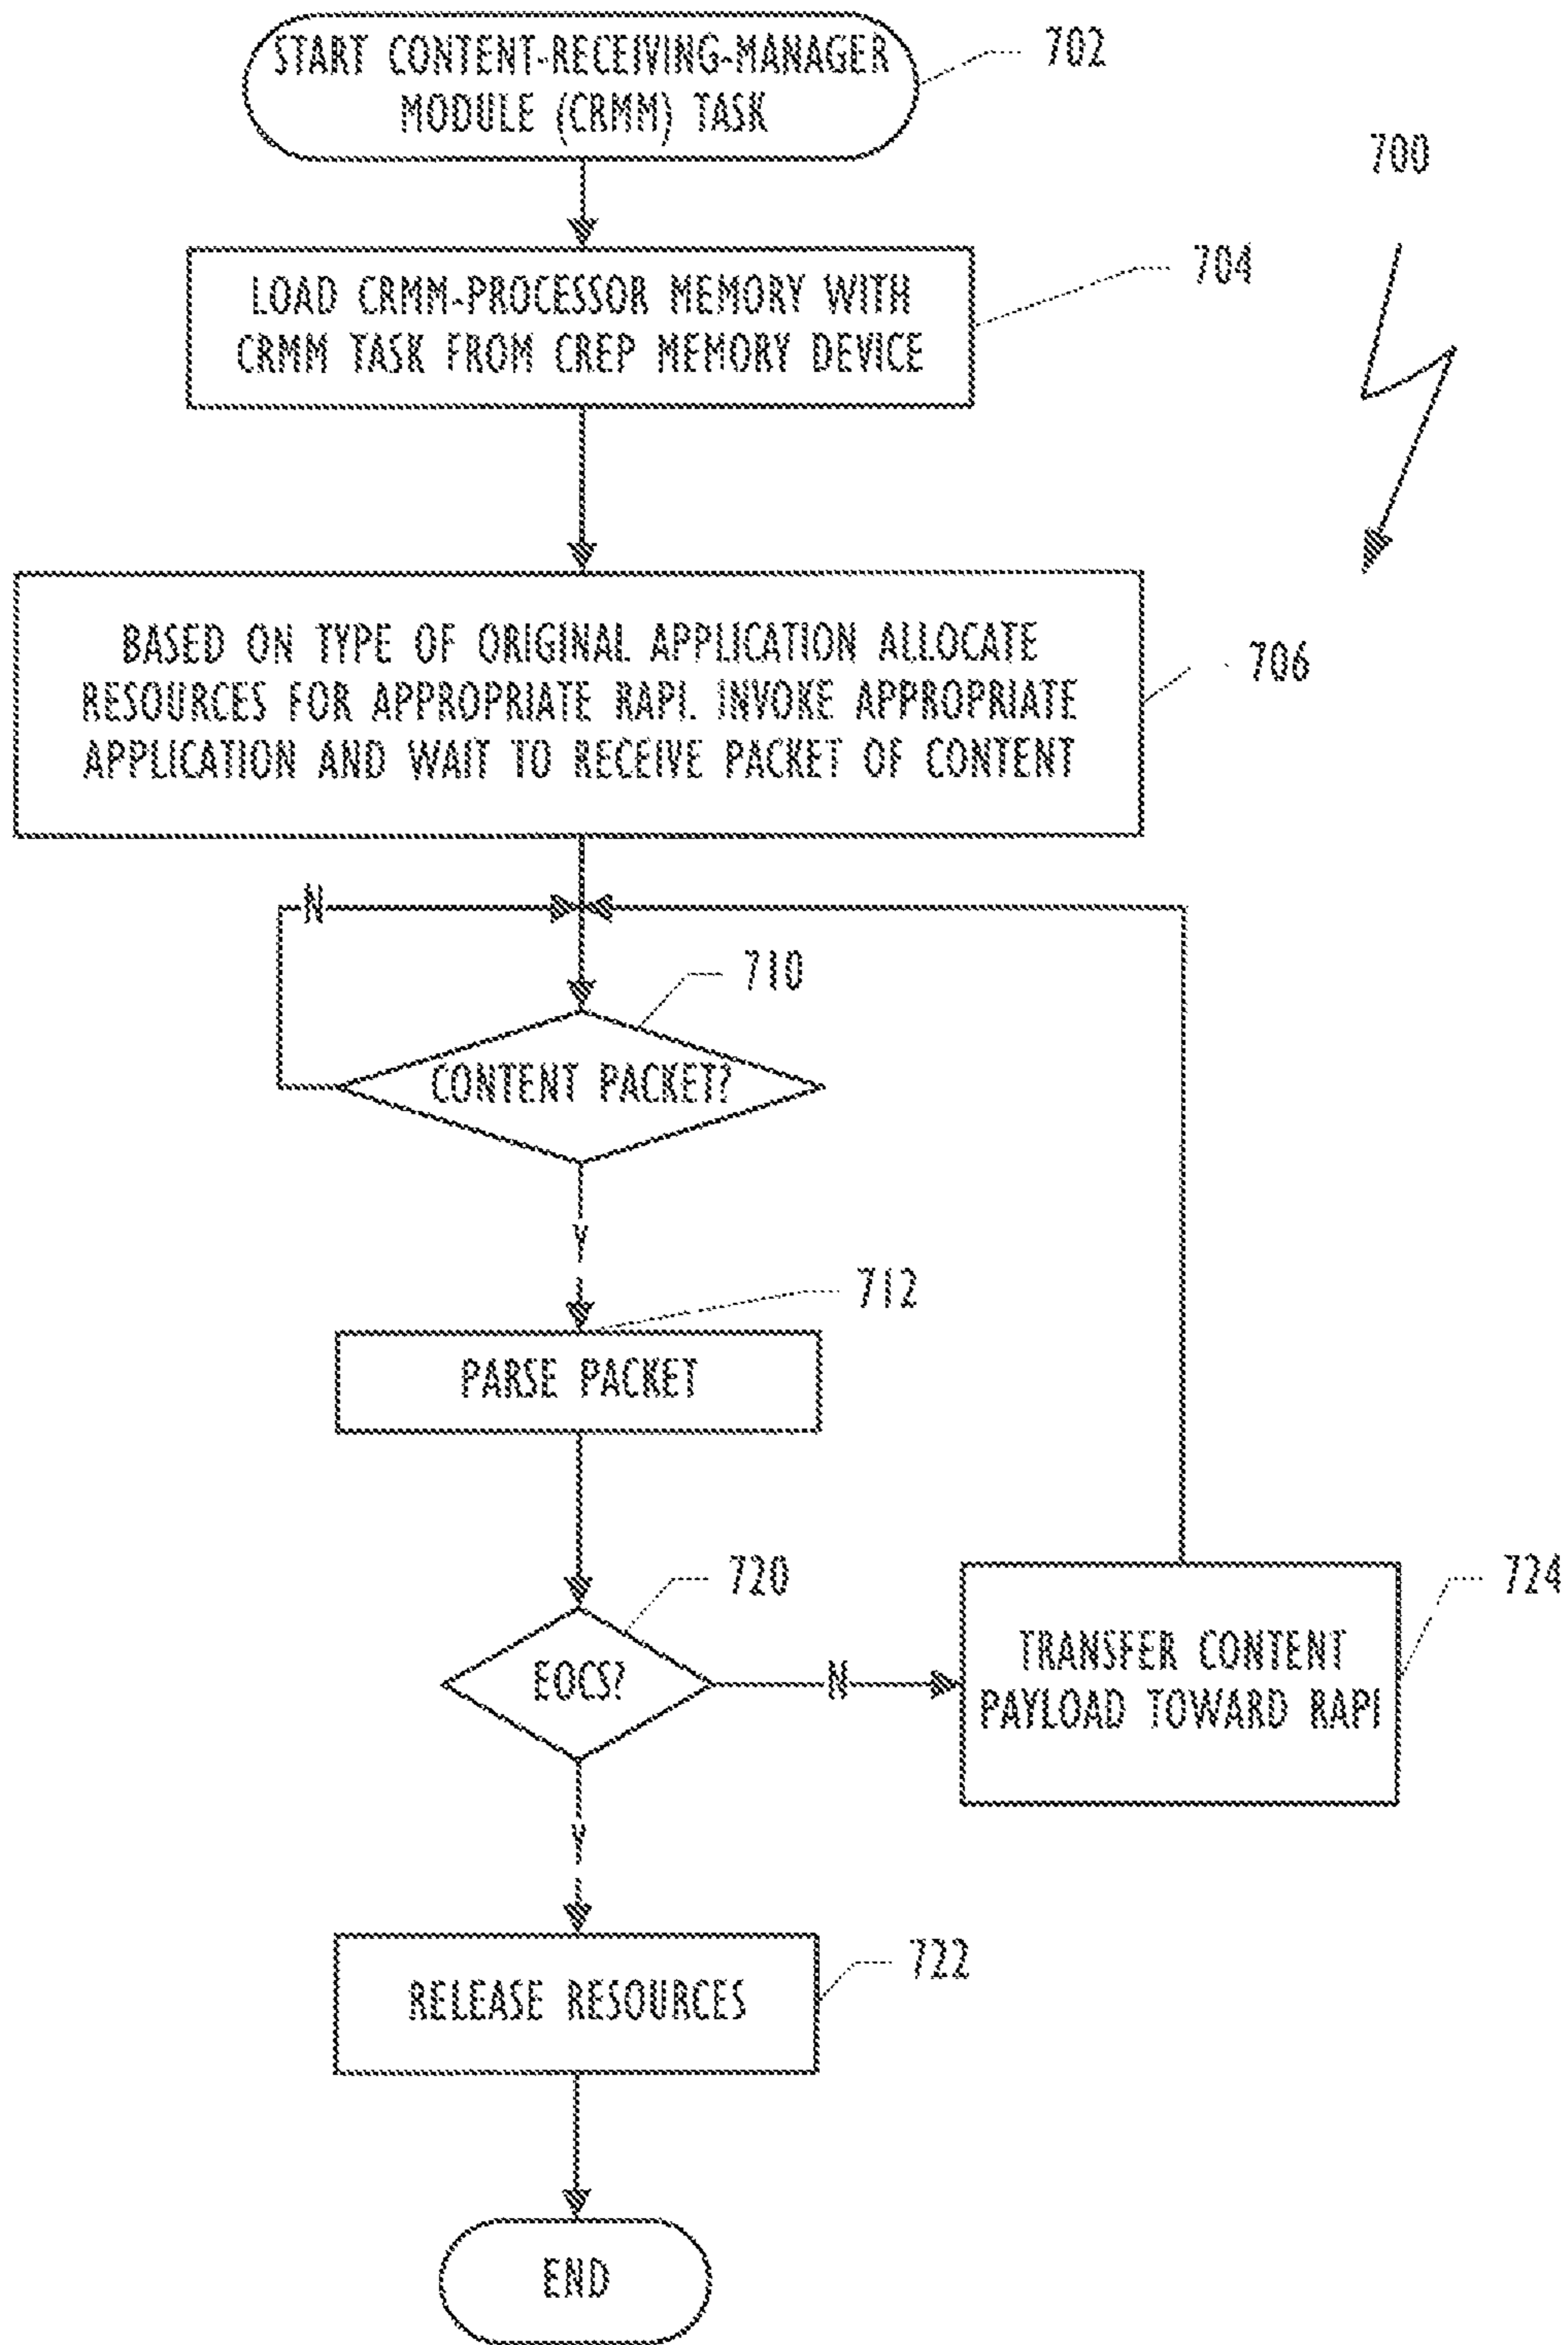 START CONTENT-RECEIVING-MANAGER
MODULE (CRMM) TASK
702
700
LOAD CRMM-PROCESSOR MEMORY WITH
CRMM TASK FROM CREP MEMORY DEVICE
704
BASED ON TYPE OF ORIGINAL APPLICATION ALLOCATE
RESOURCES FOR APPROPRIATE RAPI. INVOKE APPROPRIATE
APPLICATION AND WAIT TO RECEIVE PACKET OF CONTENT
706
N
710
CONTENT PACKET?
Y
712
PARSE PACKET
720
EOCS?
N
724
TRANSFER CONTENT
PAYLOAD TOWARD RAPI
Y
722
RELEASE RESOURCES
END